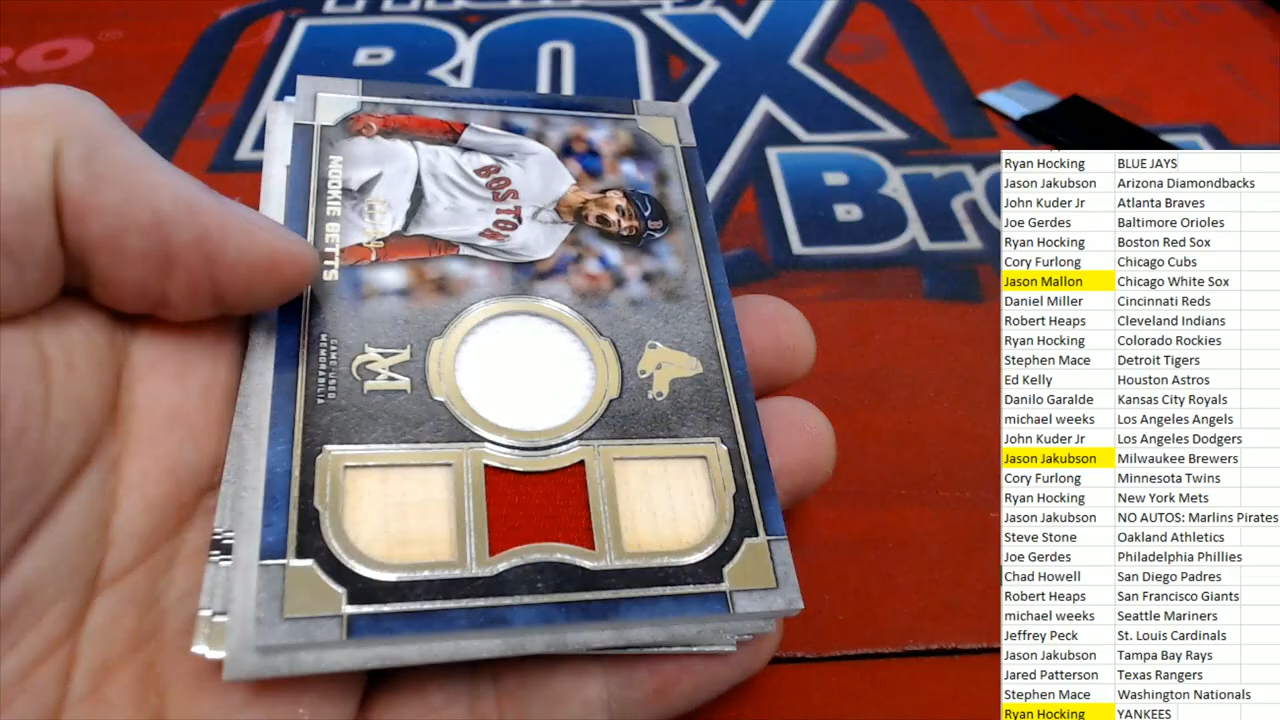 BOX
Bro
BOSTON
B
MOOKIE BETTS
M
GAME-USED
MEMORABILIA
Ryan Hocking BLUE JAYS
Jason Jakubson Arizona Diamondbacks
John Kuder Jr Atlanta Braves
Joe Gerdes Baltimore Orioles
Ryan Hocking Boston Red Sox
Cory Furlong Chicago Cubs
Jason Mallon Chicago White Sox
Daniel Miller Cincinnati Reds
Robert Heaps Cleveland Indians
Ryan Hocking Colorado Rockies
Stephen Mace Detroit Tigers
Ed Kelly Houston Astros
Danilo Garalde Kansas City Royals
michael weeks Los Angeles Angels
John Kuder Jr Los Angeles Dodgers
Jason Jakubson Milwaukee Brewers
Cory Furlong Minnesota Twins
Ryan Hocking New York Mets
Jason Jakubson NO AUTOS: Marlins Pirates
Steve Stone Oakland Athletics
Joe Gerdes Philadelphia Phillies
Chad Howell San Diego Padres
Robert Heaps San Francisco Giants
michael weeks Seattle Mariners
Jeffrey Peck St. Louis Cardinals
Jason Jakubson Tampa Bay Rays
Jared Patterson Texas Rangers
Stephen Mace Washington Nationals
Ryan Hocking YANKEES